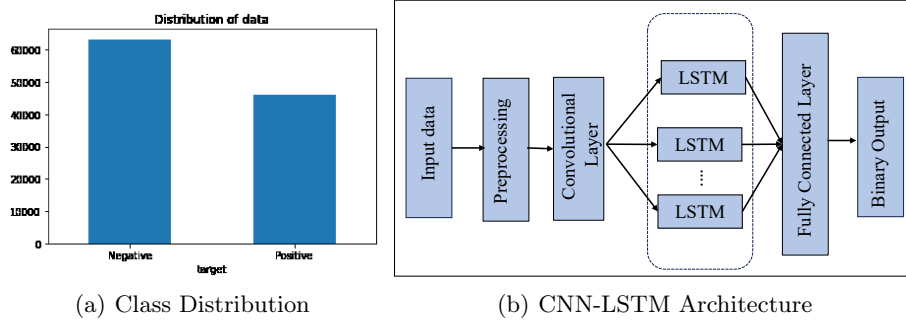 Distribution of data
60000
50000
40000
30000
20000
10000
0
Negative
Positive
target
(a) Class Distribution
Input data
Preprocessing
Convolutional
Layer
LSTM
LSTM
...
LSTM
Fully Connected Layer
Binary Output
(b) CNN-LSTM Architecture